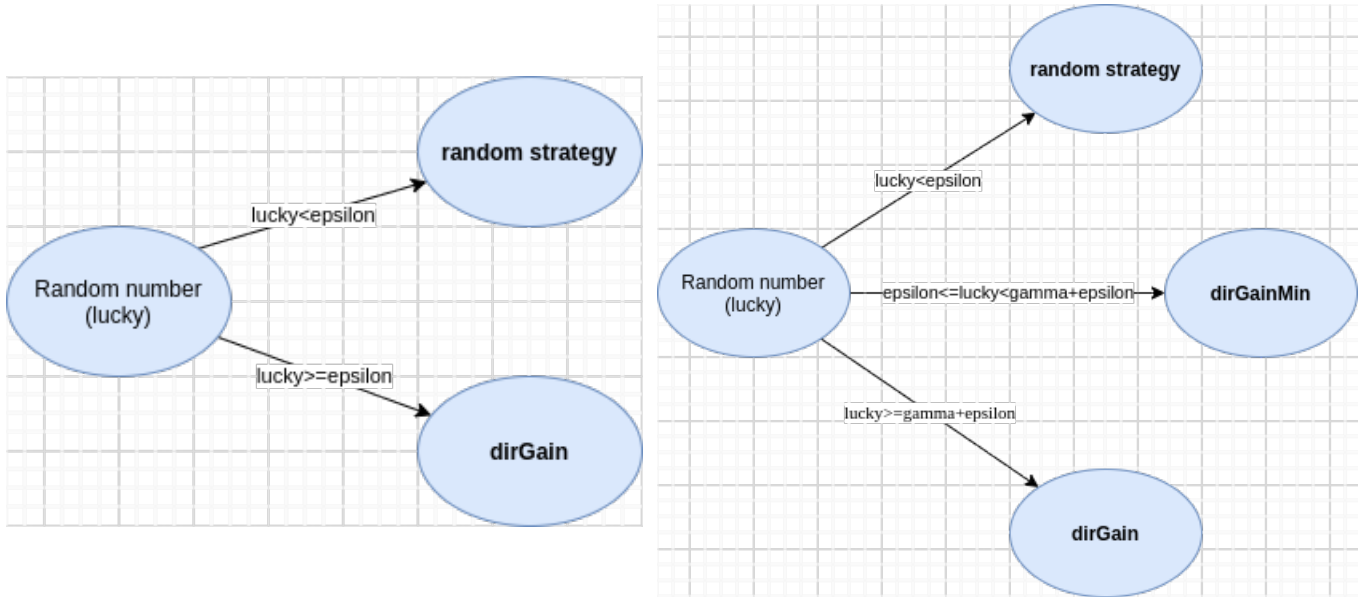 random strategy
lucky<epsilon
Random number
(lucky)
lucky>=epsilon
dirGain
random strategy
lucky<epsilon
Random number
(lucky)
epsilon<=lucky<gamma+epsilon
dirGainMin
lucky>=gamma+epsilon
dirGain